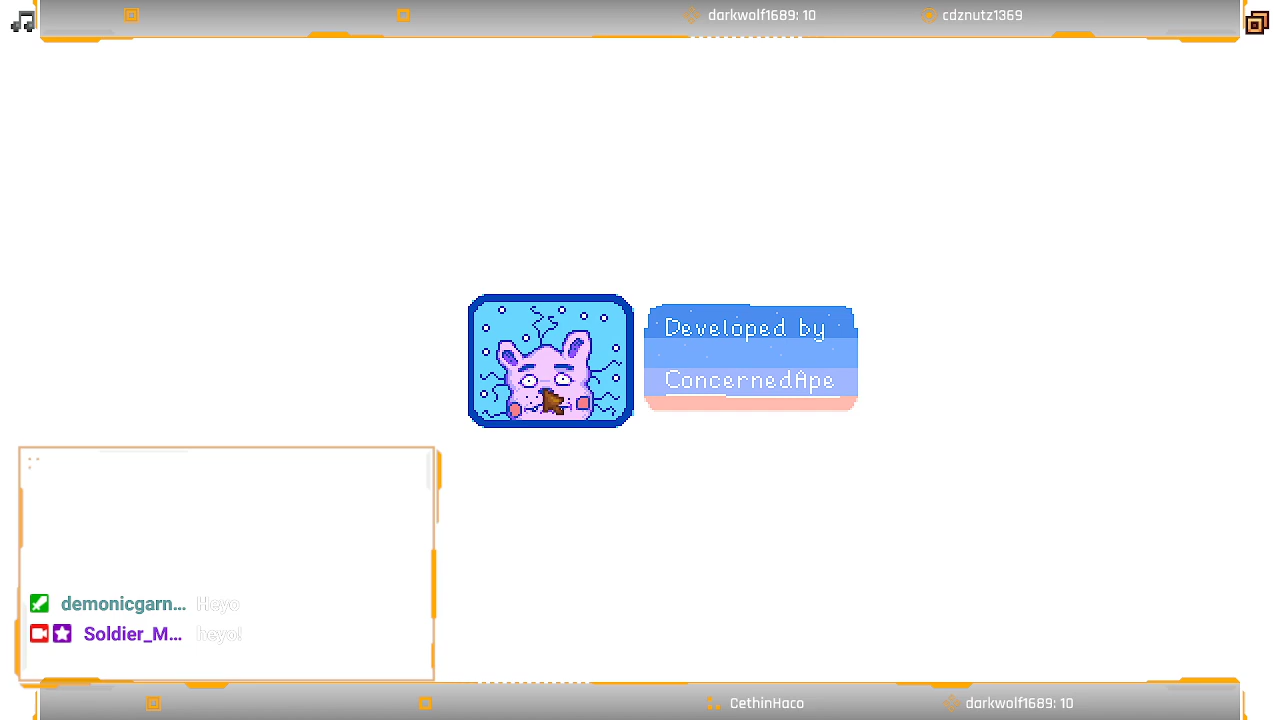 darkwolf1689: 10
cdznutz1369
Developed by
ConcernedApe
demonicgarn... Heyo
Soldier_M... heyo!
CethinHaco
darkwolf1689: 10